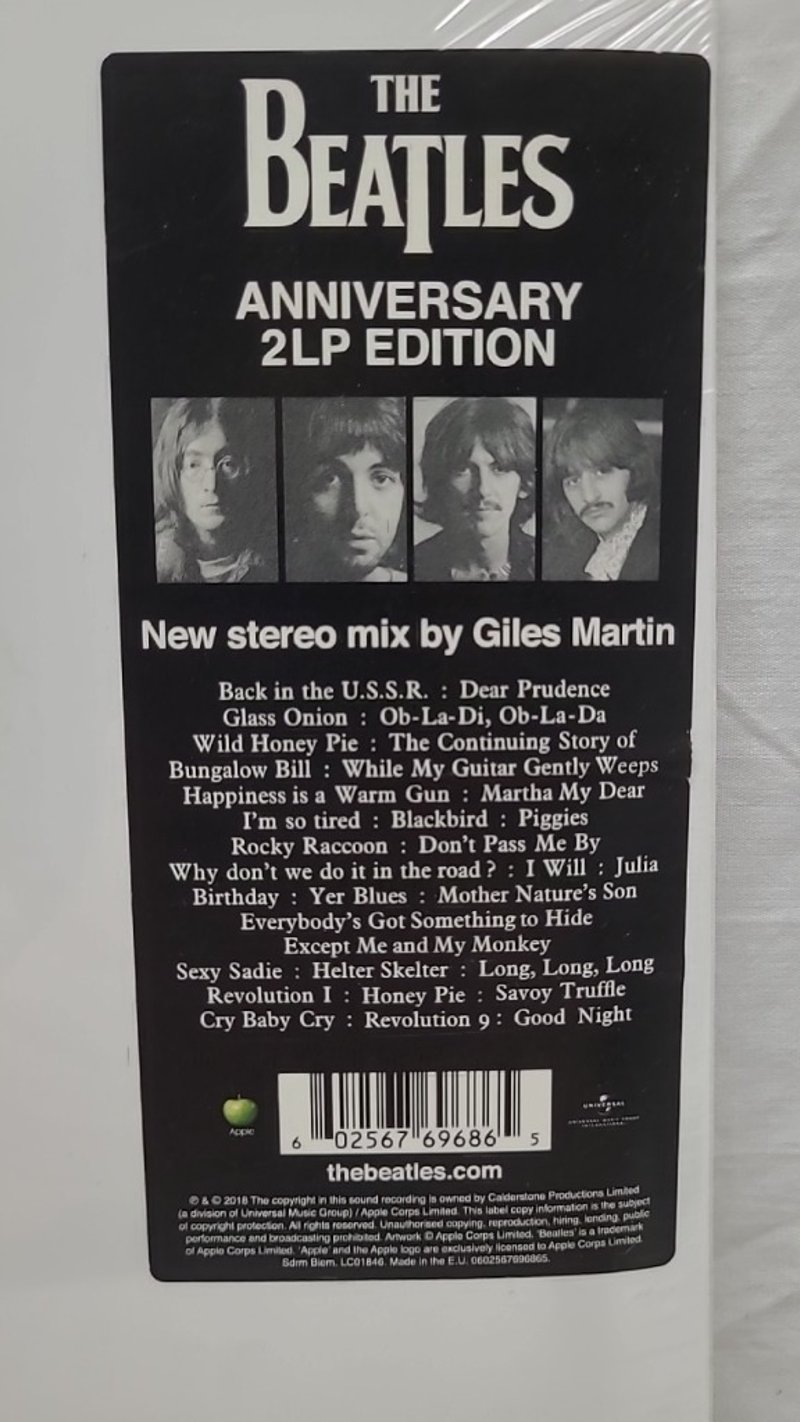 THE
BEATLES
ANNIVERSARY
2LP EDITION
New stereo mix by Giles Martin
Back in the U.S.S.R. : Dear Prudence
Glass Onion : Ob-La-Di, Ob-La-Da
Wild Honey Pie : The Continuing Story of
Bungalow Bill : While My Guitar Gently Weeps
Happiness is a Warm Gun : Martha My Dear
I'm so tired : Blackbird : Piggies
Rocky Raccoon : Don't Pass Me By
Why don't we do it in the road ? : I Will : Julia
Birthday : Yer Blues : Mother Nature's Son
Everybody's Got Something to Hide
Except Me and My Monkey
Sexy Sadie : Helter Skelter : Long, Long, Long
Revolution I : Honey Pie : Savoy Truffle
Cry Baby Cry : Revolution 9 : Good Night
Apple
6 02567 69686 5
UNIVERSAL
thebeatles.com
℗ & © 2018 The copyright in this sound recording is owned by Calderstone Productions Limited
(a division of Universal Music Group) / Apple Corps Limited. This label copy information is the subject
of copyright protection. All rights reserved. Unauthorised copying, reproduction, hiring, lending, public
performance and broadcasting prohibited. Artwork © Apple Corps Limited. 'Beatles' is a trademark
of Apple Corps Limited. 'Apple' and the Apple logo are exclusively licensed to Apple Corps Limited.
Sdrm Biem. LC01846. Made in the E.U. 0602567696865.